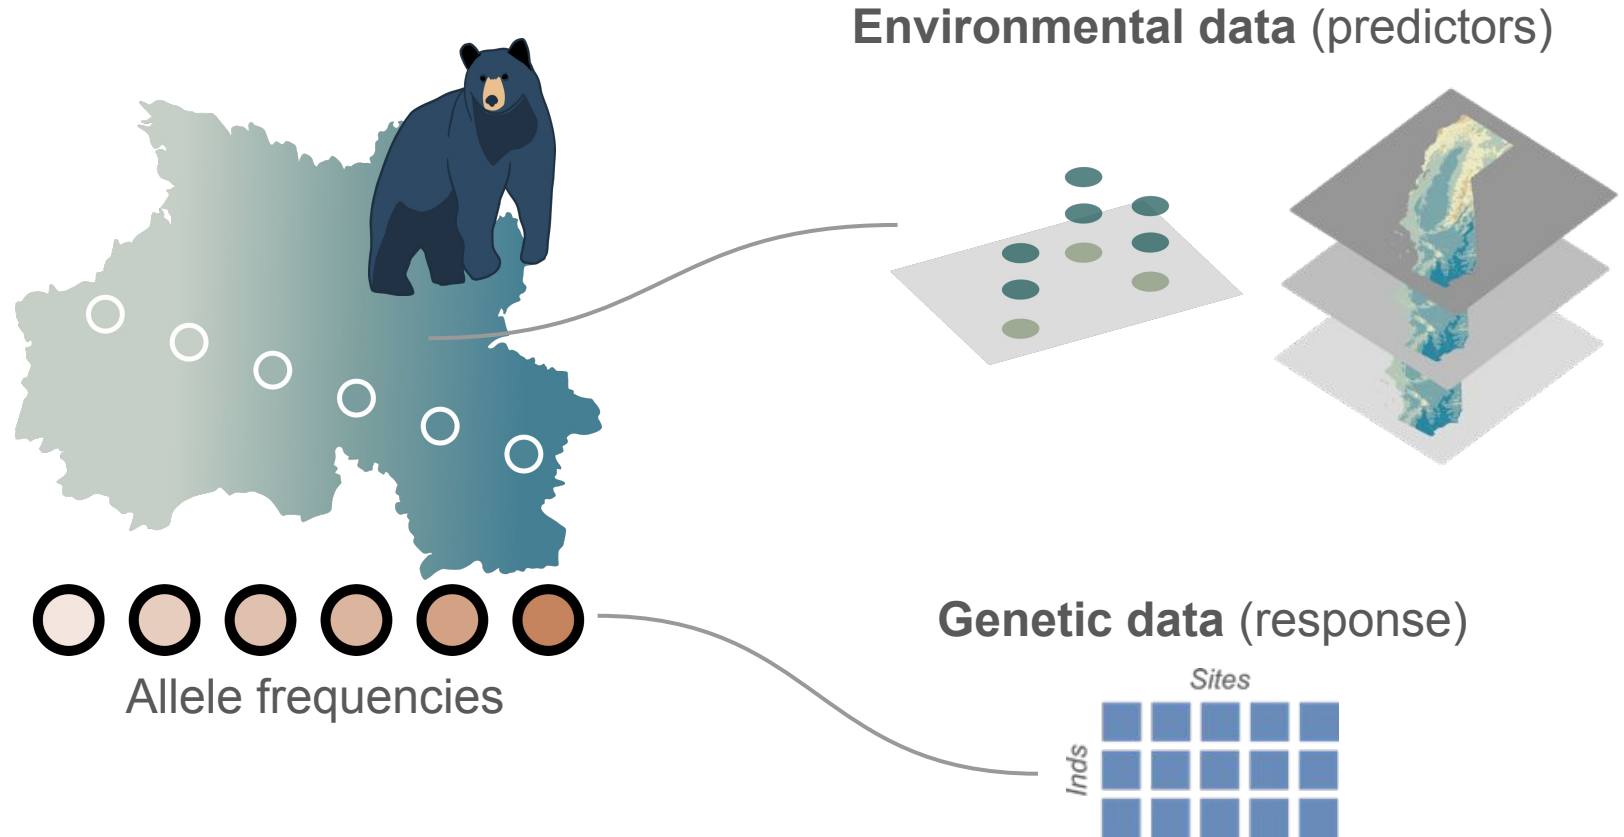 Environmental data (predictors)
Allele frequencies
Genetic data (response)
Sites
Inds